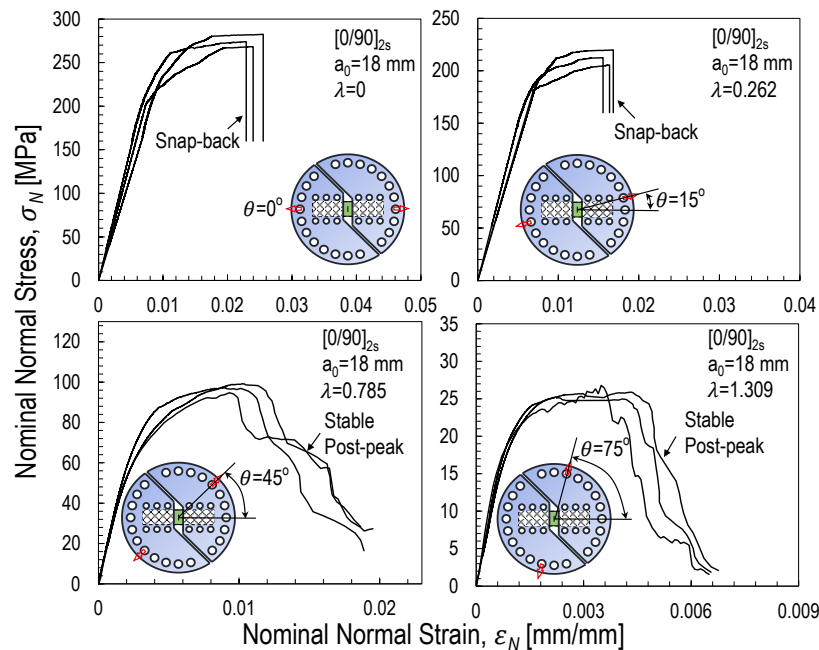 Nominal Normal Stress, σ_N [MPa]
300
250
200
150
100
50
0
0
0.01
0.02
0.03
0.04
0.05
[0/90]₂ₛ
a₀=18 mm
λ=0
Snap-back
θ=0°
250
200
150
100
50
0
0
0.01
0.02
0.03
0.04
[0/90]₂ₛ
a₀=18 mm
λ=0.262
Snap-back
θ=15°
120
100
80
60
40
20
0
0
0.01
0.02
[0/90]₂ₛ
a₀=18 mm
λ=0.785
Stable
Post-peak
θ=45°
35
30
25
20
15
10
5
0
0
0.003
0.006
0.009
[0/90]₂ₛ
a₀=18 mm
λ=1.309
Stable
Post-peak
θ=75°
Nominal Normal Strain, ε_N [mm/mm]